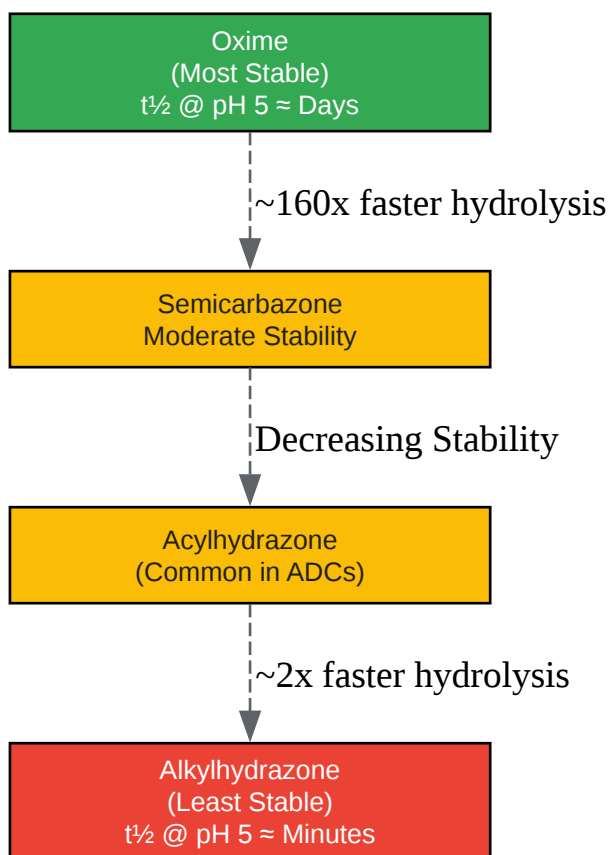 Oxime
(Most Stable)
t½ @ pH 5 ≈ Days
~160x faster hydrolysis
Semicarbazone
Moderate Stability
Decreasing Stability
Acylhydrazone
(Common in ADCs)
~2x faster hydrolysis
Alkylhydrazone
(Least Stable)
t½ @ pH 5 ≈ Minutes